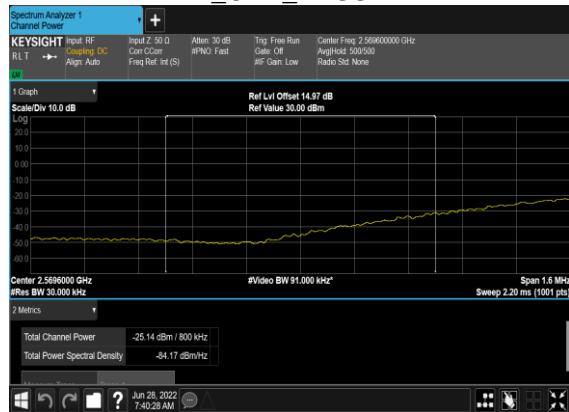 Spectrum Analyzer 1
Channel Power
+
KEYSIGHT
RLT
Input: RF
Coupling: DC
Align: Auto
Input Z: 50 Ω
Corr CCorr
Freq Ref: Int (S)
Atten: 30 dB
#PNO: Fast
Trig: Free Run
Gate: Off
#IF Gain: Low
Center Freq: 2.569600000 GHz
Avg|Hold: 500/500
Radio Std: None
1 Graph
Scale/Div 10.0 dB
Ref Lvl Offset 14.97 dB
Ref Value 30.00 dBm
Log
20.0
10.0
0.00
-10.0
-20.0
-30.0
-40.0
-50.0
-60.0
Center 2.5696000 GHz
#Res BW 30.000 kHz
#Video BW 91.000 kHz*
Span 1.6 MHz
Sweep 2.20 ms (1001 pts)
2 Metrics
Total Channel Power -25.14 dBm / 800 kHz
Total Power Spectral Density -84.17 dBm/Hz
?
Jun 28, 2022
7:40:28 AM